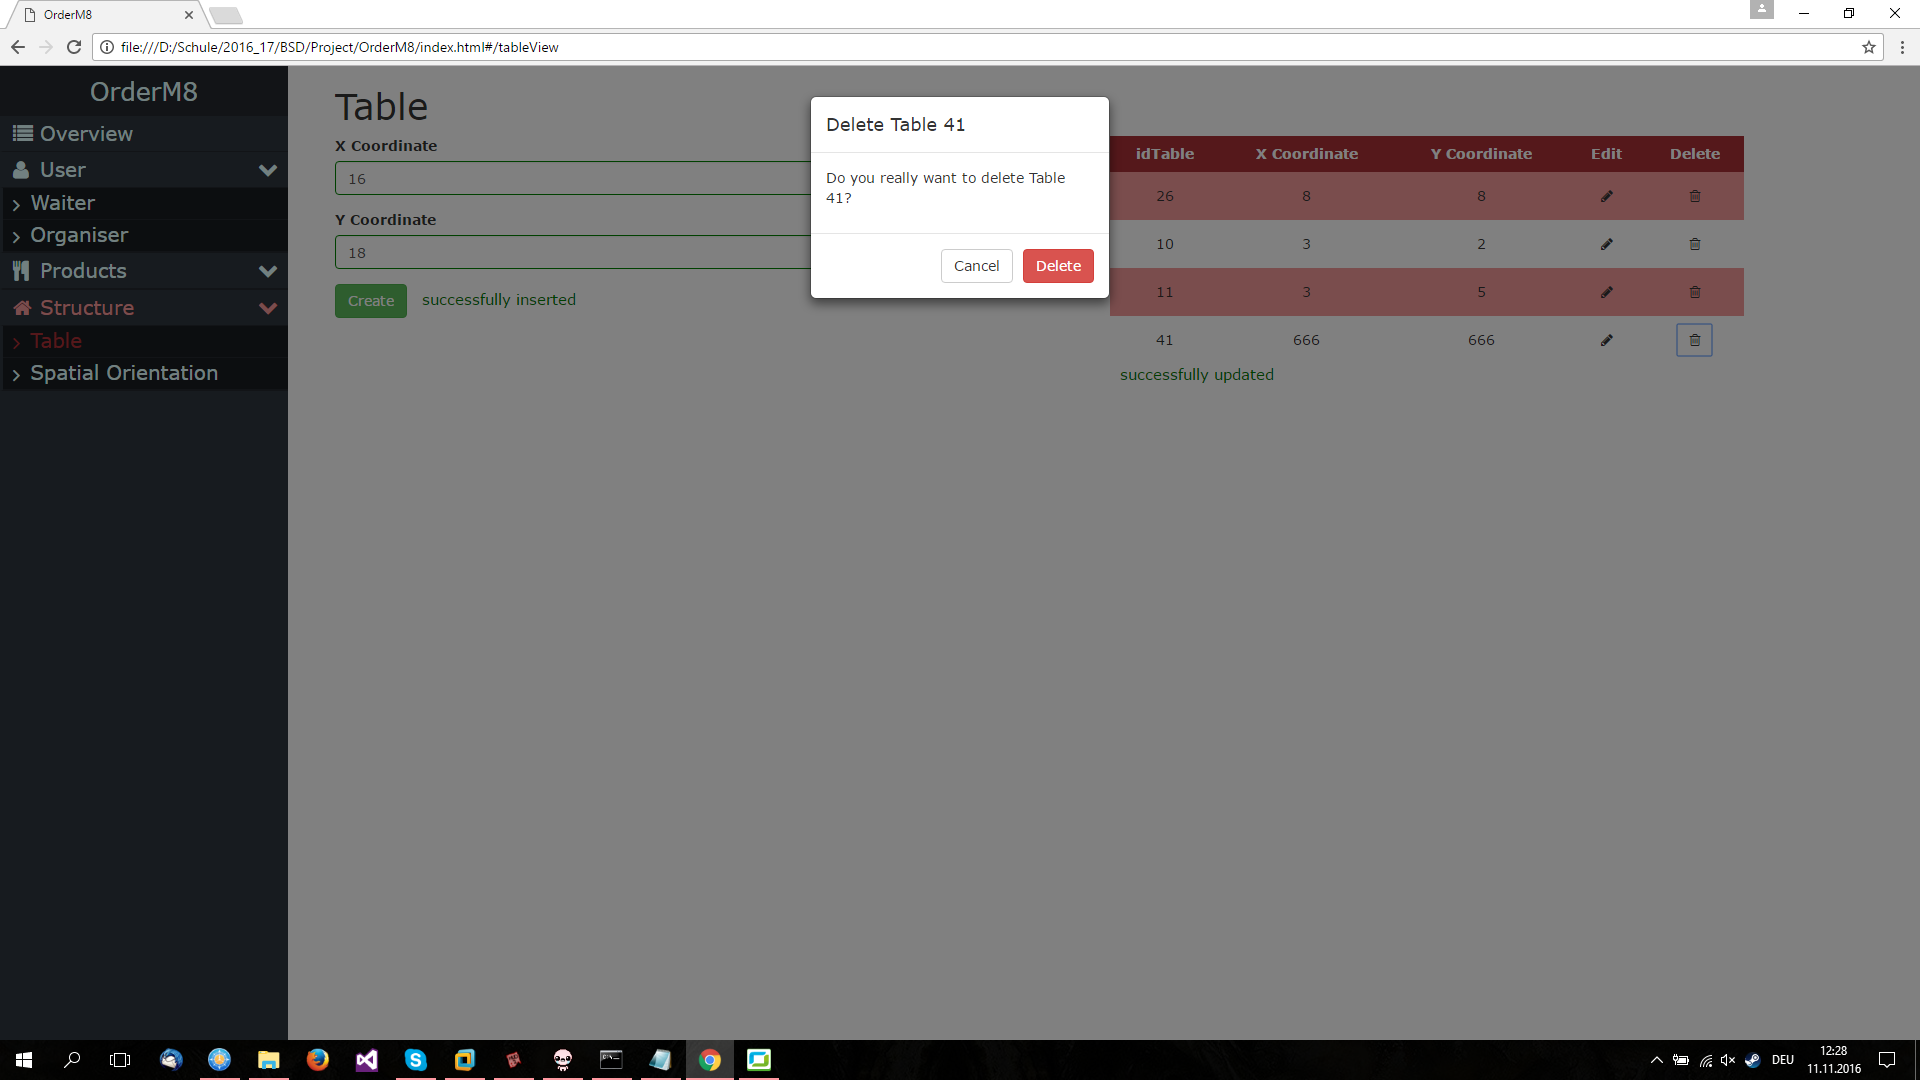 OrderM8
file:///D:/Schule/2016_17/BSD/Project/OrderM8/index.html#/tableView
OrderM8
Overview
User
Waiter
Organiser
Products
Structure
Table
Spatial Orientation
Table
X Coordinate
16
Y Coordinate
18
Create successfully inserted
Delete Table 41
Do you really want to delete Table
41?
Cancel Delete
idTable X Coordinate Y Coordinate Edit Delete
26 8 8
10 3 2
11 3 5
41 666 666
successfully updated
DEU
12:28
11.11.2016